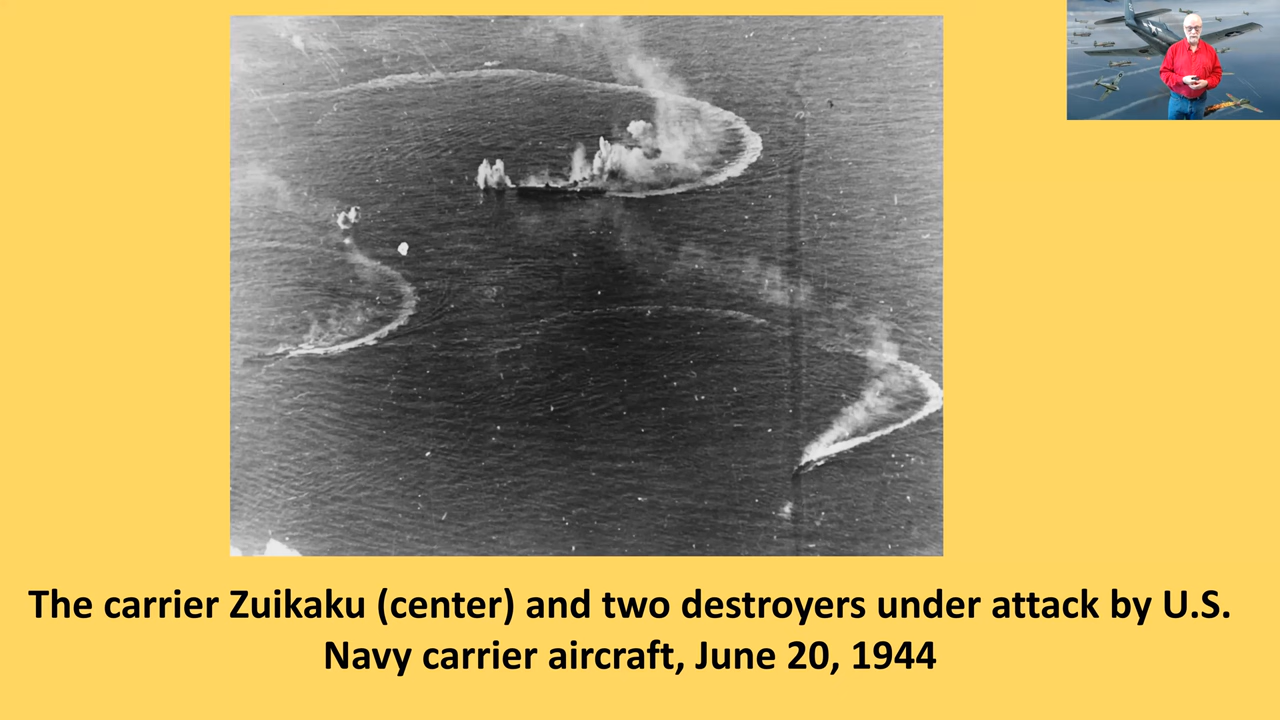 The carrier Zuikaku (center) and two destroyers under attack by U.S.
Navy carrier aircraft, June 20, 1944